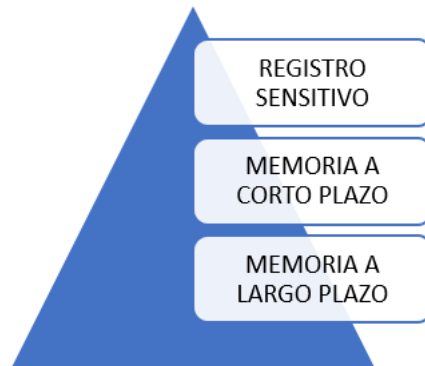 REGISTRO
SENSITIVO
MEMORIA A
CORTO PLAZO
MEMORIA A
LARGO PLAZO